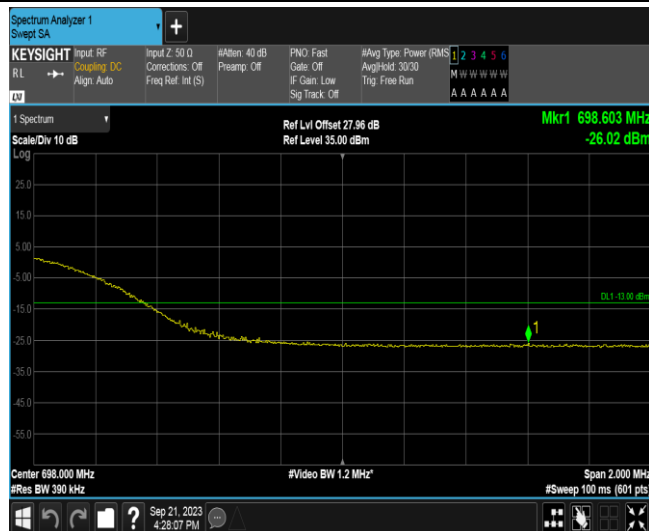 Spectrum Analyzer 1
Swept SA
+
KEYSIGHT
RL
LXI
Input: RF
Coupling: DC
Align: Auto
Input Z: 50 Ω
Corrections: Off
Freq Ref: Int (S)
#Atten: 40 dB
Preamp: Off
PNO: Fast
Gate: Off
IF Gain: Low
Sig Track: Off
#Avg Type: Power (RMS
Avg|Hold: 30/30
Trig: Free Run
1 2 3 4 5 6
M W W W W W
A A A A A A
1 Spectrum
Scale/Div 10 dB
Log
Ref Lvl Offset 27.96 dB
Ref Level 35.00 dBm
Mkr1 698.603 MHz
-26.02 dBm
25.0
15.0
5.00
-5.00
-15.0
-25.0
-35.0
-45.0
-55.0
DL1 -13.00 dBm
1
Center 698.000 MHz
#Res BW 390 kHz
#Video BW 1.2 MHz*
Span 2.000 MHz
#Sweep 100 ms (601 pts)
?
Sep 21, 2023
4:28:07 PM